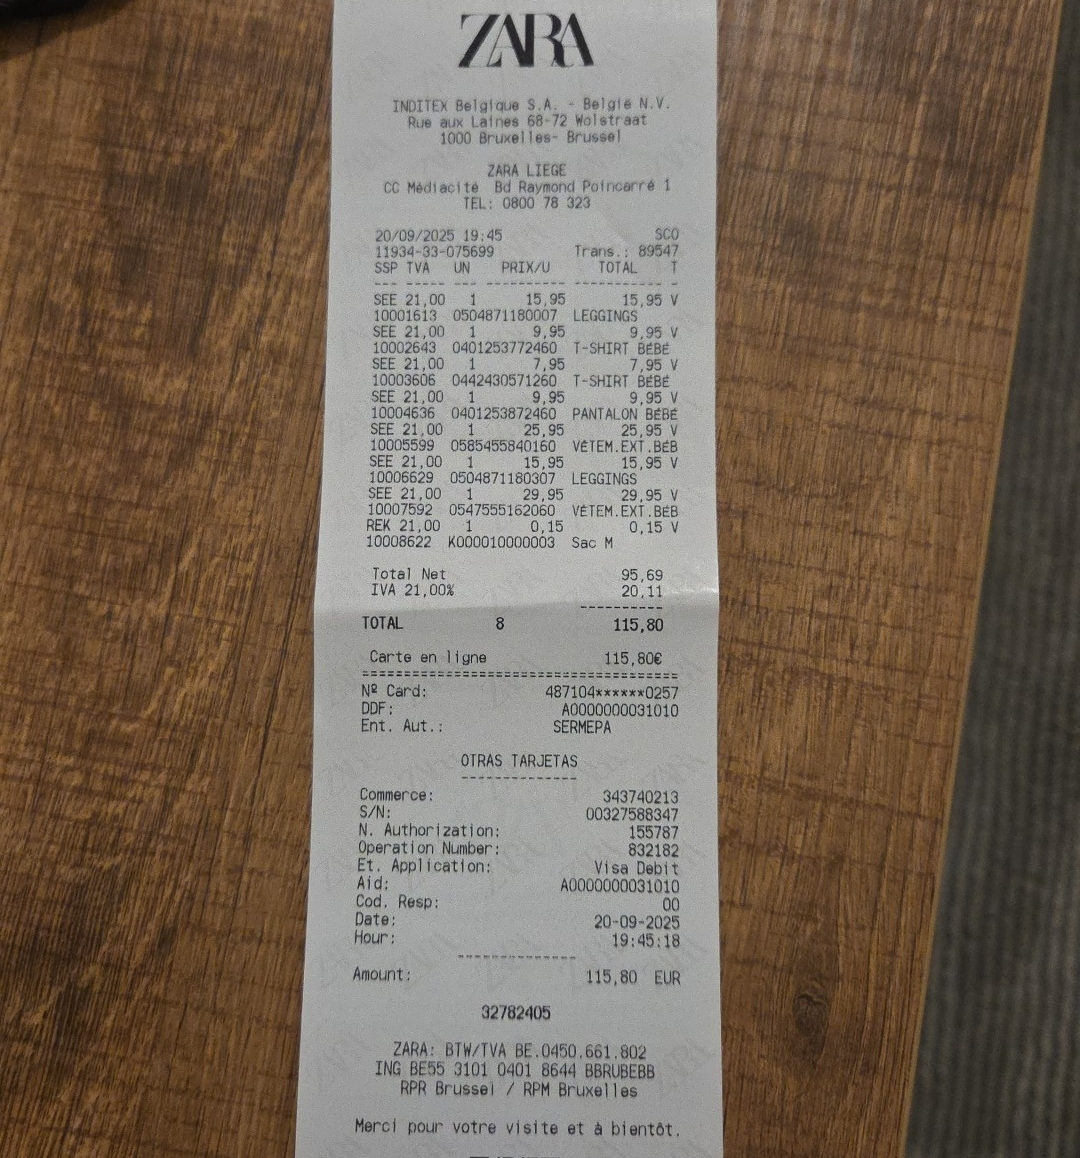 ZARA
INDITEX Belgique S.A. - België N.V.
Rue aux Laines 68-72 Wolstraat
1000 Bruxelles- Brussel
ZARA LIEGE
CC Médiacité Bd Raymond Poincarré 1
TEL: 0800 78 323
20/09/2025 19:45 SCO
11934-33-075699 Trans.: 89547
SSP TVA UN PRIX/U TOTAL T
--- ----- --- ---------- ---------- -
SEE 21,00 1 15,95 15,95 V
10001613 0504871180007 LEGGINGS
SEE 21,00 1 9,95 9,95 V
10002643 0401253772460 T-SHIRT BÉBÉ
SEE 21,00 1 7,95 7,95 V
10003606 0442430571260 T-SHIRT BÉBÉ
SEE 21,00 1 9,95 9,95 V
10004636 0401253872460 PANTALON BÉBÉ
SEE 21,00 1 25,95 25,95 V
10005599 0585455840160 VÊTEM.EXT.BÉB
SEE 21,00 1 15,95 15,95 V
10006629 0504871180307 LEGGINGS
SEE 21,00 1 29,95 29,95 V
10007592 0547555162060 VÊTEM.EXT.BÉB
REK 21,00 1 0,15 0,15 V
10008622 K000010000003 Sac M
Total Net 95,69
IVA 21,00% 20,11
----------
TOTAL 8 115,80
Carte en ligne 115,80€
======================================
Nº Card: 487104******0257
DDF: A0000000031010
Ent. Aut.: SERMEPA
OTRAS TARJETAS
--------------
Commerce: 343740213
S/N: 00327588347
N. Authorization: 155787
Operation Number: 832182
Et. Application: Visa Debit
Aid: A0000000031010
Cod. Resp: 00
Date: 20-09-2025
Hour: 19:45:18
--------------
Amount: 115,80 EUR
32782405
ZARA: BTW/TVA BE.0450.661.802
ING BE55 3101 0401 8644 BBRUBEBB
RPR Brussel / RPM Bruxelles
Merci pour votre visite et à bientôt.